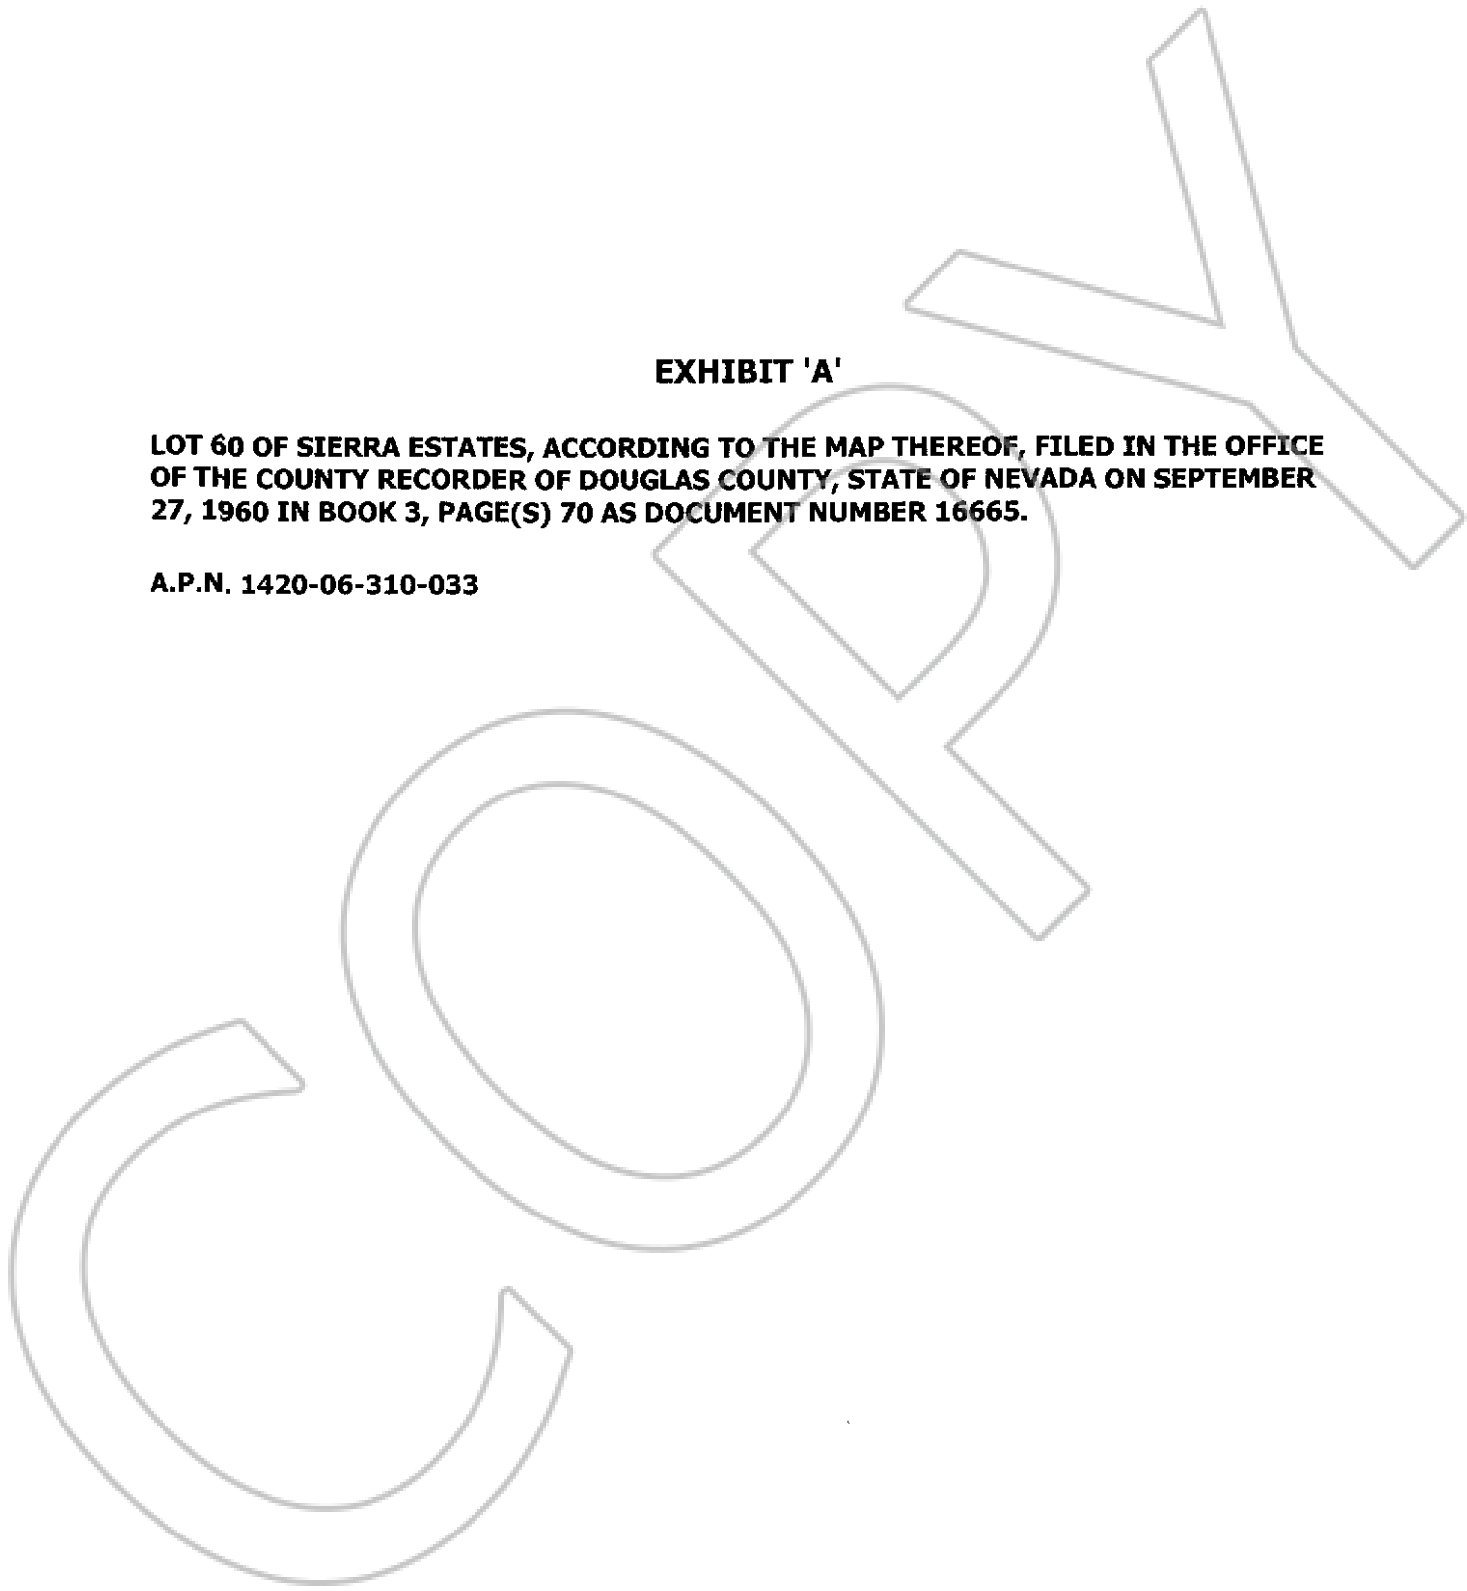 EXHIBIT 'A'
LOT 60 OF SIERRA ESTATES, ACCORDING TO THE MAP THEREOF, FILED IN THE OFFICE
OF THE COUNTY RECORDER OF DOUGLAS COUNTY, STATE OF NEVADA ON SEPTEMBER
27, 1960 IN BOOK 3, PAGE(S) 70 AS DOCUMENT NUMBER 16665.
A.P.N. 1420-06-310-033
COPY